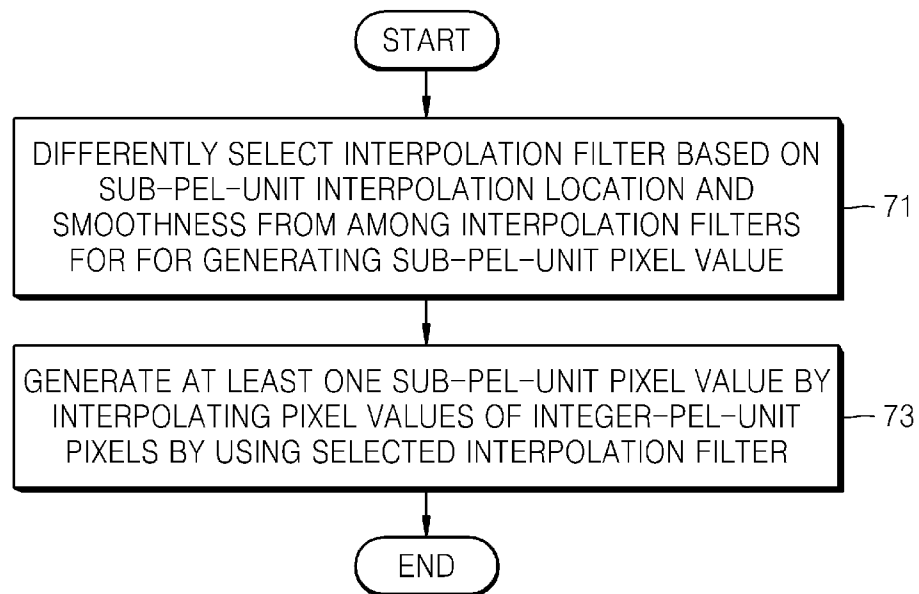 START
DIFFERENTLY SELECT INTERPOLATION FILTER BASED ON
SUB-PEL-UNIT INTERPOLATION LOCATION AND
SMOOTHNESS FROM AMONG INTERPOLATION FILTERS
FOR FOR GENERATING SUB-PEL-UNIT PIXEL VALUE
71
GENERATE AT LEAST ONE SUB-PEL-UNIT PIXEL VALUE BY
INTERPOLATING PIXEL VALUES OF INTEGER-PEL-UNIT
PIXELS BY USING SELECTED INTERPOLATION FILTER
73
END